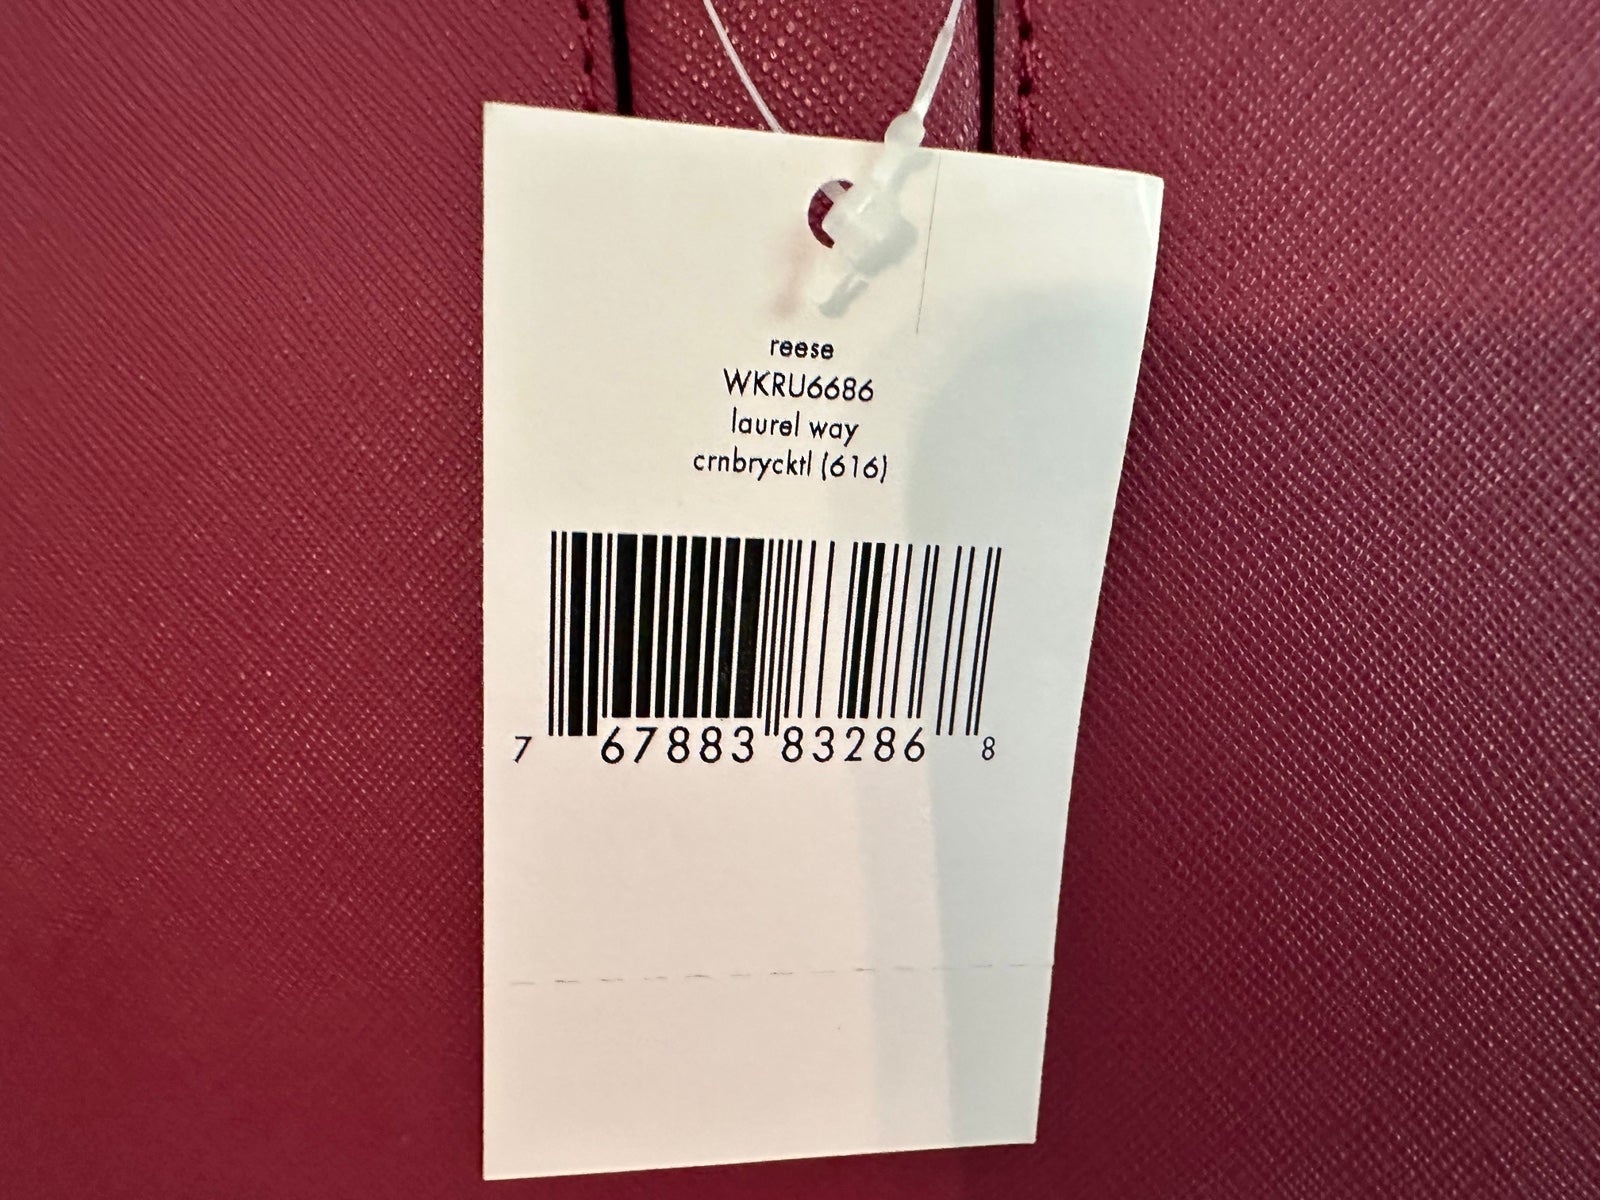 reese
WKRU6686
laurel way
crnbrycktl (616)
7 67883 83286 8